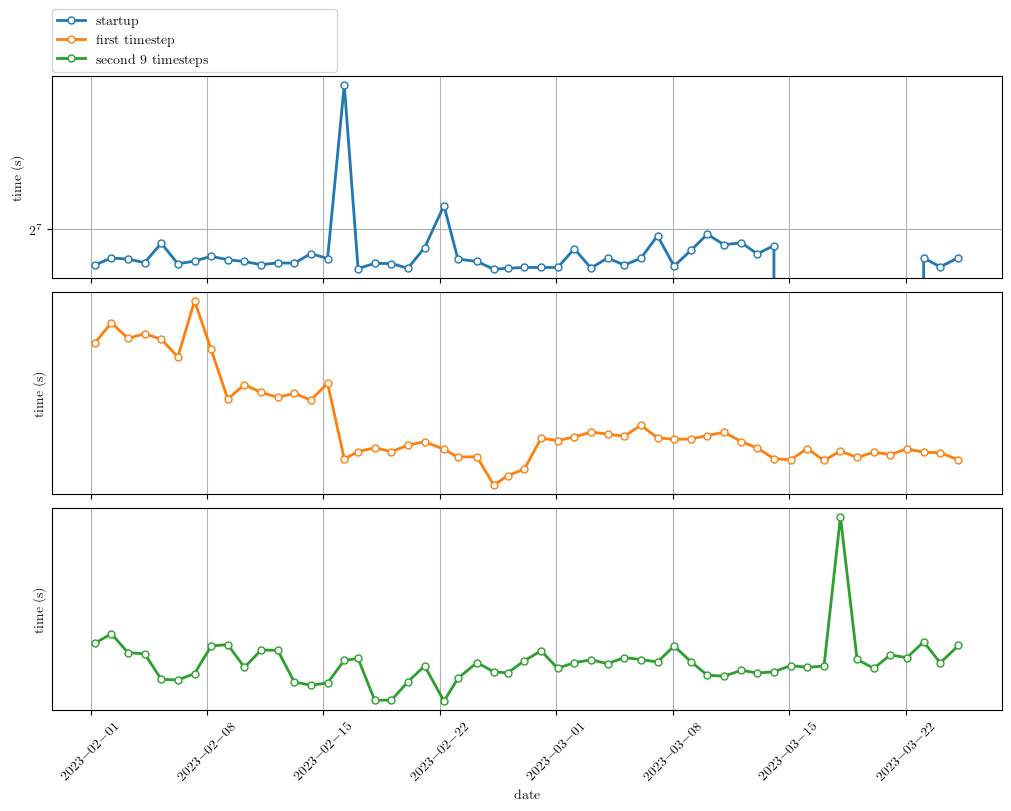 startup
first timestep
second 9 timesteps
time (s)
2^7
time (s)
time (s)
2023−02−01
2023−02−08
2023−02−15
2023−02−22
2023−03−01
2023−03−08
2023−03−15
2023−03−22
date